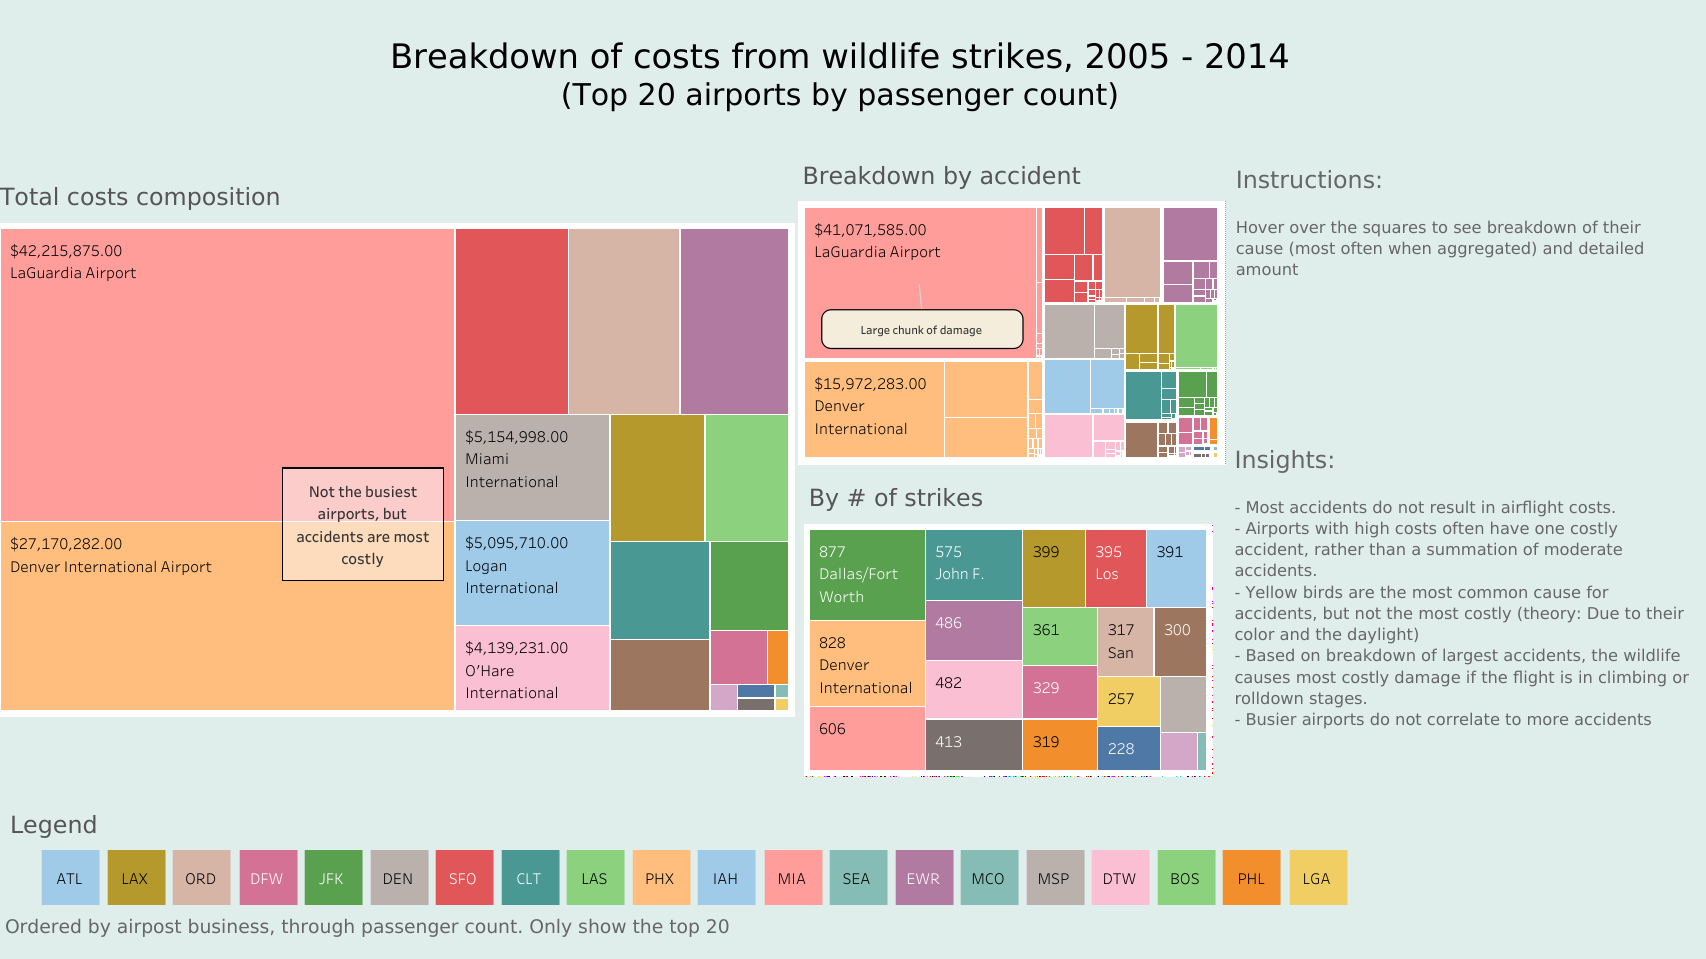 Breakdown of costs from wildlife strikes, 2005 - 2014
(Top 20 airports by passenger count)
Total costs composition
$42,215,875.00
LaGuardia Airport
Not the busiest
airports, but
accidents are most
costly
$27,170,282.00
Denver International Airport
$5,154,998.00
Miami
International
$5,095,710.00
Logan
International
$4,139,231.00
O’Hare
International
Breakdown by accident
$41,071,585.00
LaGuardia Airport
Large chunk of damage
$15,972,283.00
Denver
International
By # of strikes
877
Dallas/Fort
Worth
828
Denver
International
606
575
John F.
486
482
413
399
395
Los
391
361
317
San
300
329
257
319
228
Instructions:
Hover over the squares to see breakdown of their
cause (most often when aggregated) and detailed
amount
Insights:
- Most accidents do not result in airflight costs.
- Airports with high costs often have one costly
accident, rather than a summation of moderate
accidents.
- Yellow birds are the most common cause for
accidents, but not the most costly (theory: Due to their
color and the daylight)
- Based on breakdown of largest accidents, the wildlife
causes most costly damage if the flight is in climbing or
rolldown stages.
- Busier airports do not correlate to more accidents
Legend
ATL LAX ORD DFW JFK DEN SFO CLT LAS PHX IAH MIA SEA EWR MCO MSP DTW BOS PHL LGA
Ordered by airpost business, through passenger count. Only show the top 20